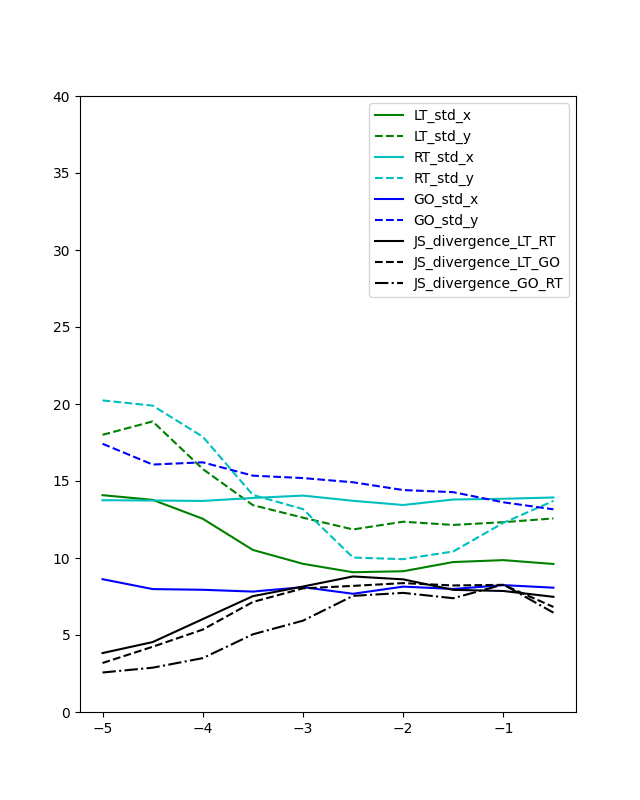 40
35
30
25
20
15
10
5
0
LT_std_x
LT_std_y
RT_std_x
RT_std_y
GO_std_x
GO_std_y
JS_divergence_LT_RT
JS_divergence_LT_GO
JS_divergence_GO_RT
−5 −4 −3 −2 −1